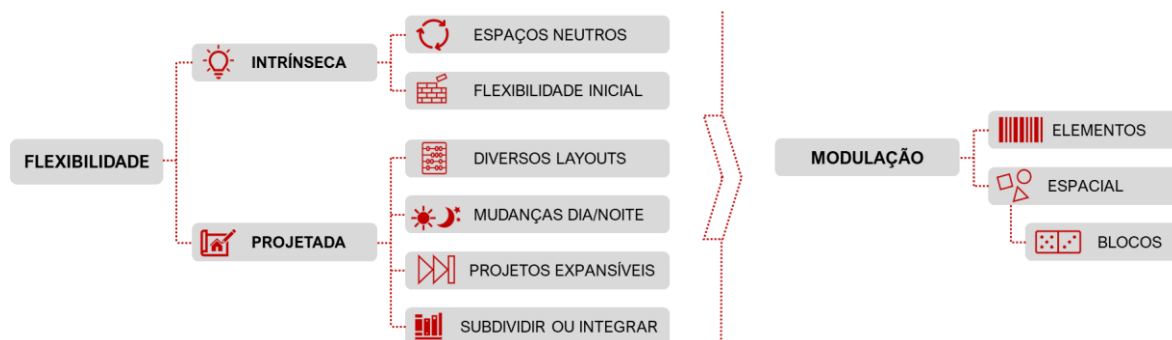 FLEXIBILIDADE
INTRÍNSECA
ESPAÇOS NEUTROS
FLEXIBILIDADE INICIAL
PROJETADA
DIVERSOS LAYOUTS
MUDANÇAS DIA/NOITE
PROJETOS EXPANSÍVEIS
SUBDIVIDIR OU INTEGRAR
MODULAÇÃO
ELEMENTOS
ESPACIAL
BLOCOS